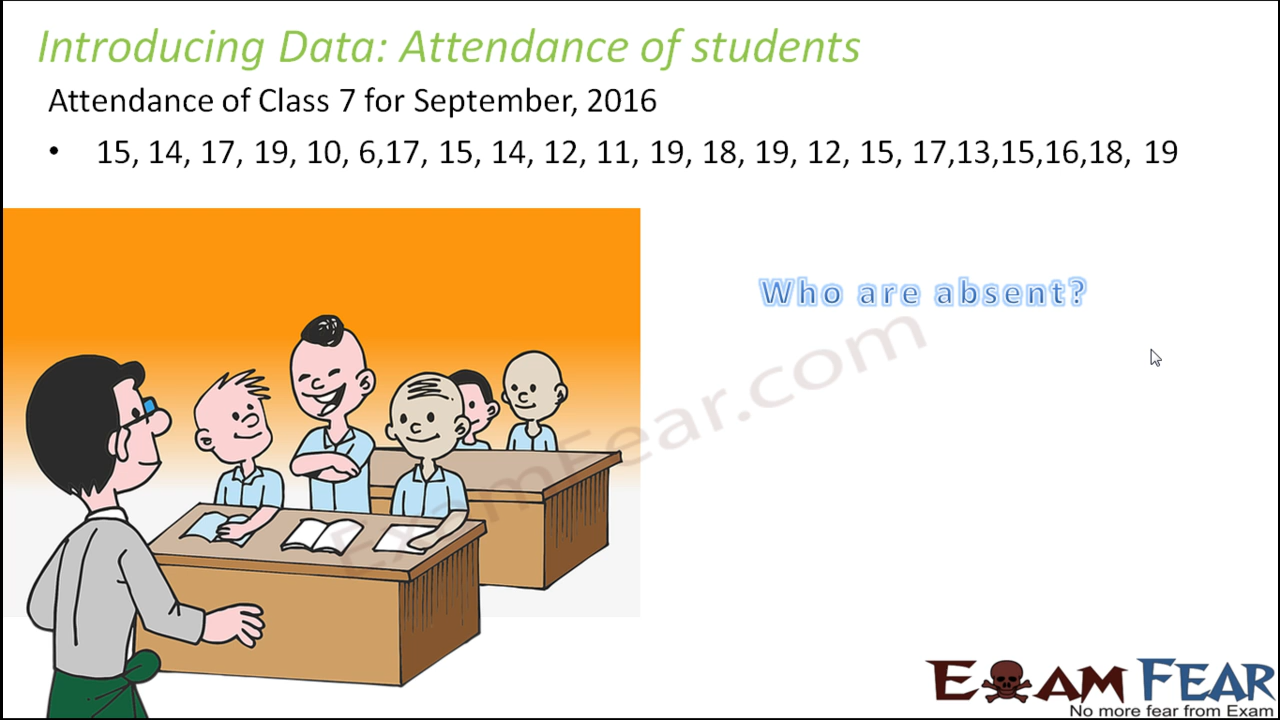 Introducing Data: Attendance of students
Attendance of Class 7 for September, 2016
• 15, 14, 17, 19, 10, 6,17, 15, 14, 12, 11, 19, 18, 19, 12, 15, 17,13,15,16,18, 19
Who are absent?
ExamFear.com
EXAM FEAR
No more fear from Exam